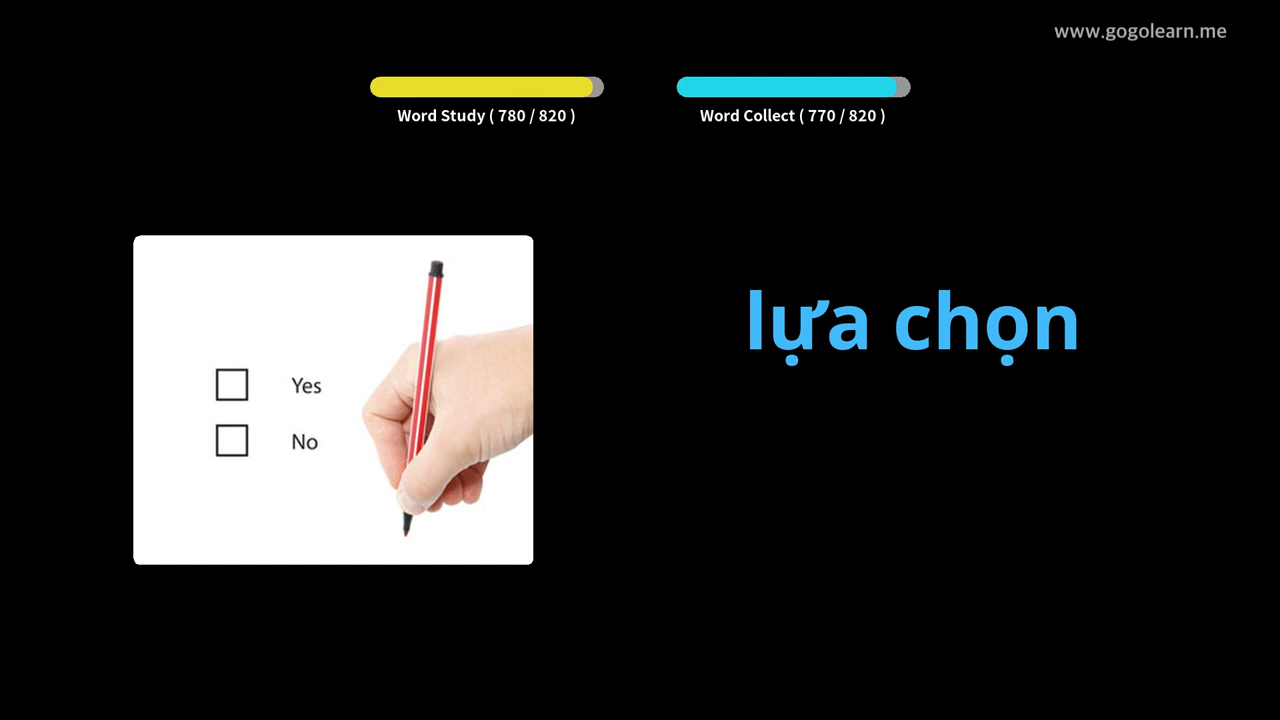 www.gogolearn.me
Word Study ( 780 / 820 )
Word Collect ( 770 / 820 )
lựa chọn
Yes
No